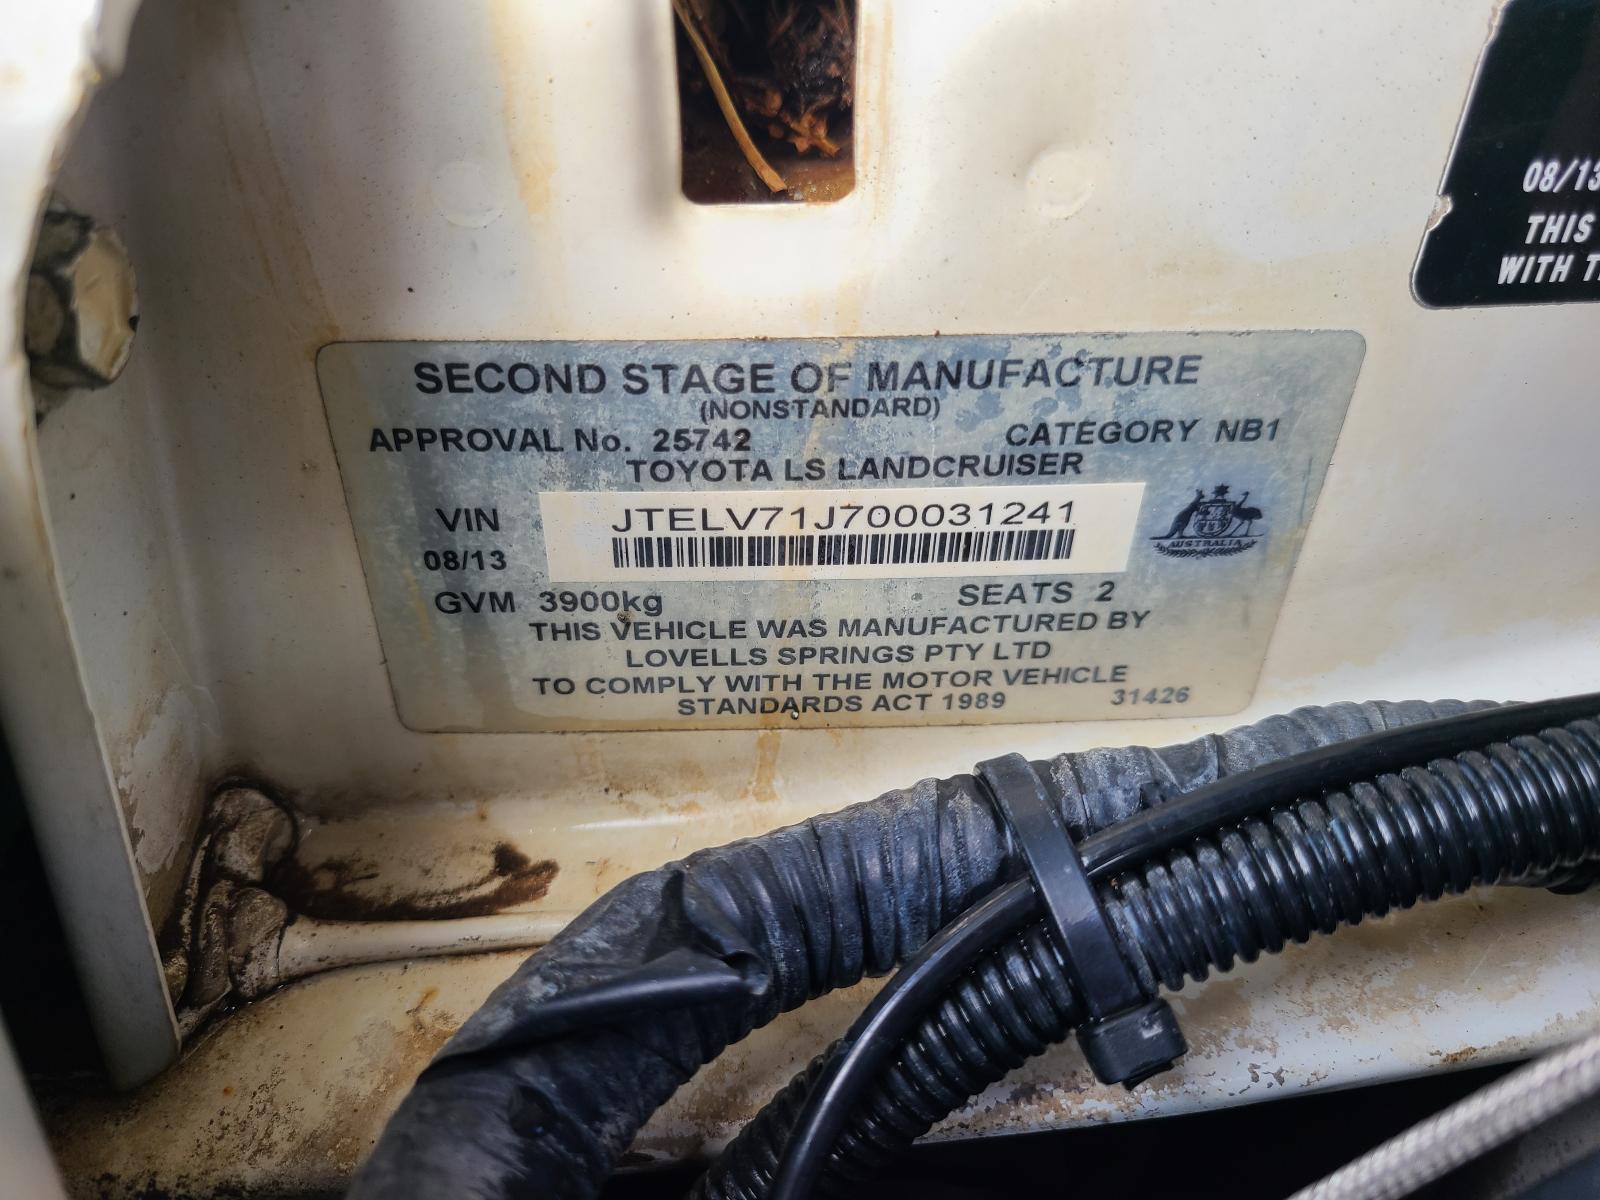 08/13
THIS
WITH
SECOND STAGE OF MANUFACTURE
(NONSTANDARD)
APPROVAL No. 25742 CATEGORY NB1
TOYOTA LS LANDCRUISER
VIN JTELV71J700031241
08/13
AUSTRALIA
GVM 3900kg SEATS 2
THIS VEHICLE WAS MANUFACTURED BY
LOVELLS SPRINGS PTY LTD
TO COMPLY WITH THE MOTOR VEHICLE
STANDARDS ACT 1989 31426